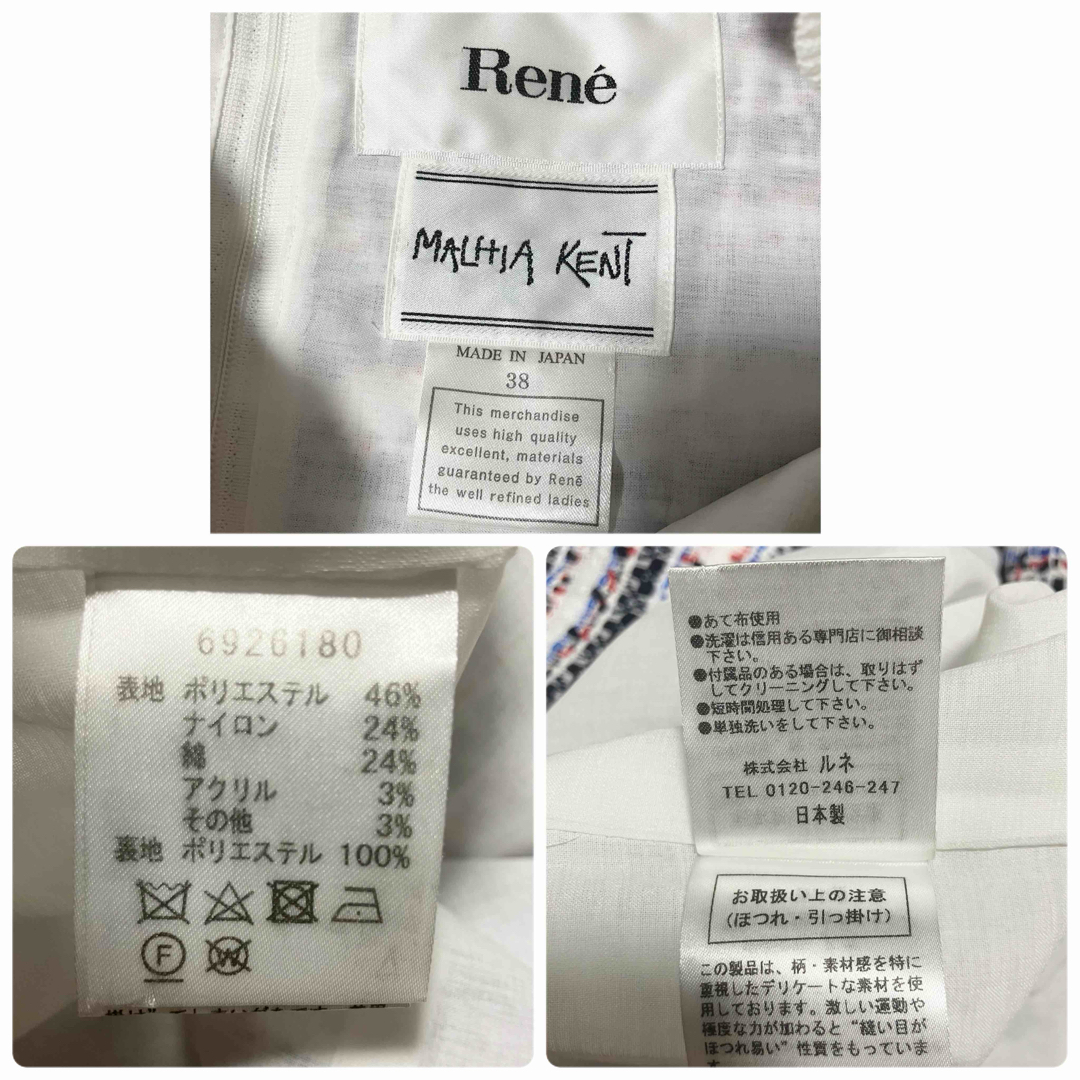 René
MALHIA KENT
MADE IN JAPAN
38
This merchandise
uses high quality
excellent, materials
guaranteed by René
the well refined ladies
6926180
表地 ポリエステル 46%
ナイロン 24%
綿 24%
アクリル 3%
その他 3%
裏地 ポリエステル 100%
F
W
●あて布使用
●洗濯は信用ある専門店に御相談
下さい。
●付属品のある場合は、取りはず
してクリーニングして下さい。
●短時間処理して下さい。
●単独洗いをして下さい。
株式会社 ルネ
TEL 0120-246-247
日本製
お取扱い上の注意
(ほつれ・引っ掛け)
この製品は、柄・素材感を特に
重視したデリケートな素材を使
用しております。激しい運動や
極度な力が加わると“縫い目が
ほつれ易い”性質をもっていま